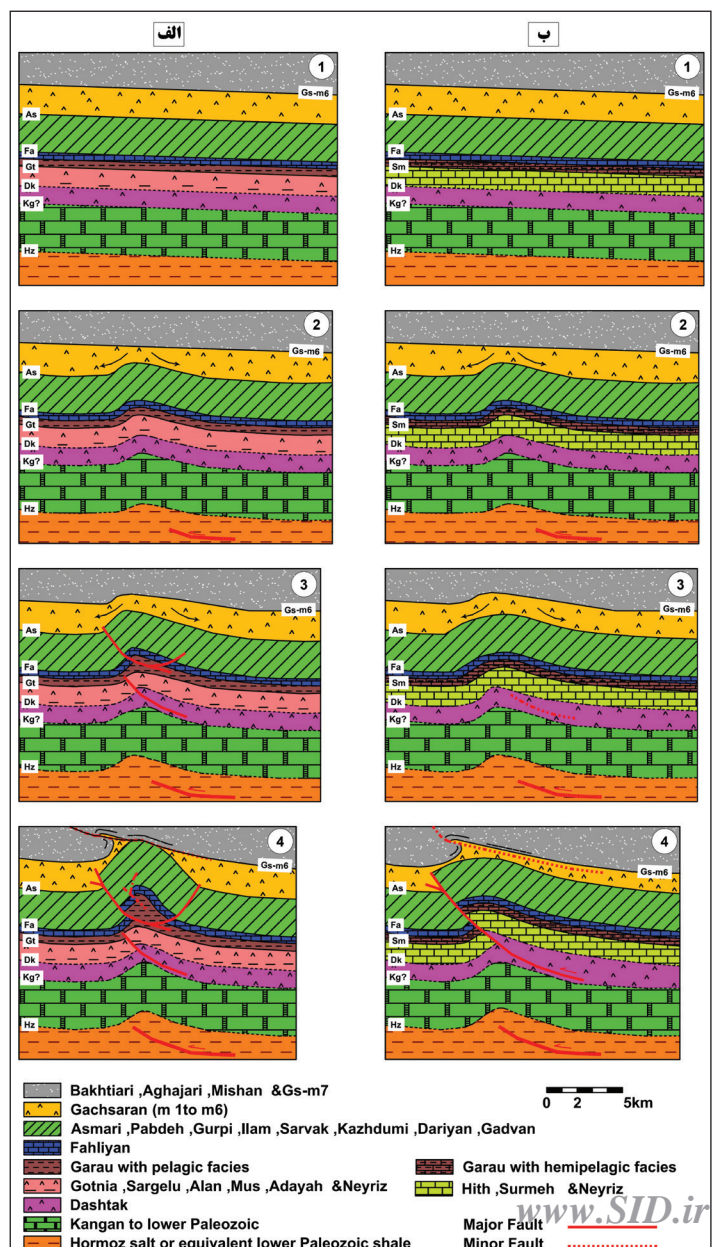 الف
ب
1
Gs-m6
As
Fa
Gt
Dk
Kg?
Hz
1
Gs-m6
As
Fa
Sm
Dk
Kg?
Hz
2
Gs-m6
As
Fa
Gt
Dk
Kg?
Hz
2
Gs-m6
As
Fa
Sm
Dk
Kg?
Hz
3
Gs-m6
As
Fa
Gt
Dk
Kg?
Hz
3
Gs-m6
As
Fa
Sm
Dk
Kg?
Hz
4
Gs-m6
As
Fa
Gt
Dk
Kg?
Hz
4
Gs-m6
As
Fa
Sm
Dk
Kg?
Hz
Bakhtiari ,Aghajari ,Mishan &Gs-m7
Gachsaran (m 1to m6)
0 2 5km
Asmari ,Pabdeh ,Gurpi ,Ilam ,Sarvak ,Kazhdumi ,Dariyan ,Gadvan
Fahliyan
Garau with pelagic facies
Garau with hemipelagic facies
Gotnia ,Sargelu ,Alan ,Mus ,Adayah &Neyriz
Hith ,Surmeh &Neyriz
Dashtak
Kangan to lower Paleozoic
www.SID.ir
Major Fault
Hormoz salt or equivalent lower Paleozoic shale
Minor Fault